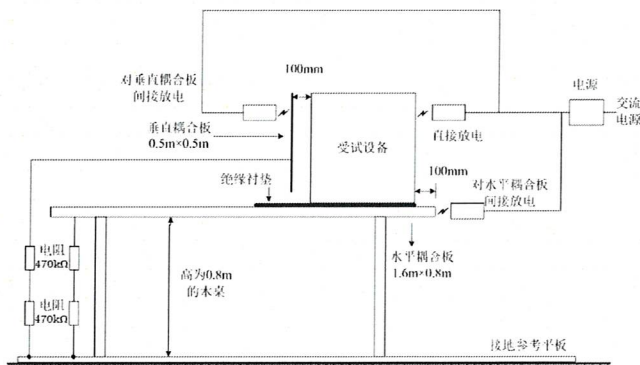 100mm
对垂直耦合板
间接放电
电源
交流
电源
垂直耦合板
0.5m×0.5m
受试设备
直接放电
100mm
绝缘衬垫
对水平耦合板
间接放电
电阻
470kΩ
高为0.8m
的木桌
水平耦合板
1.6m×0.8m
电阻
470kΩ
接地参考平板